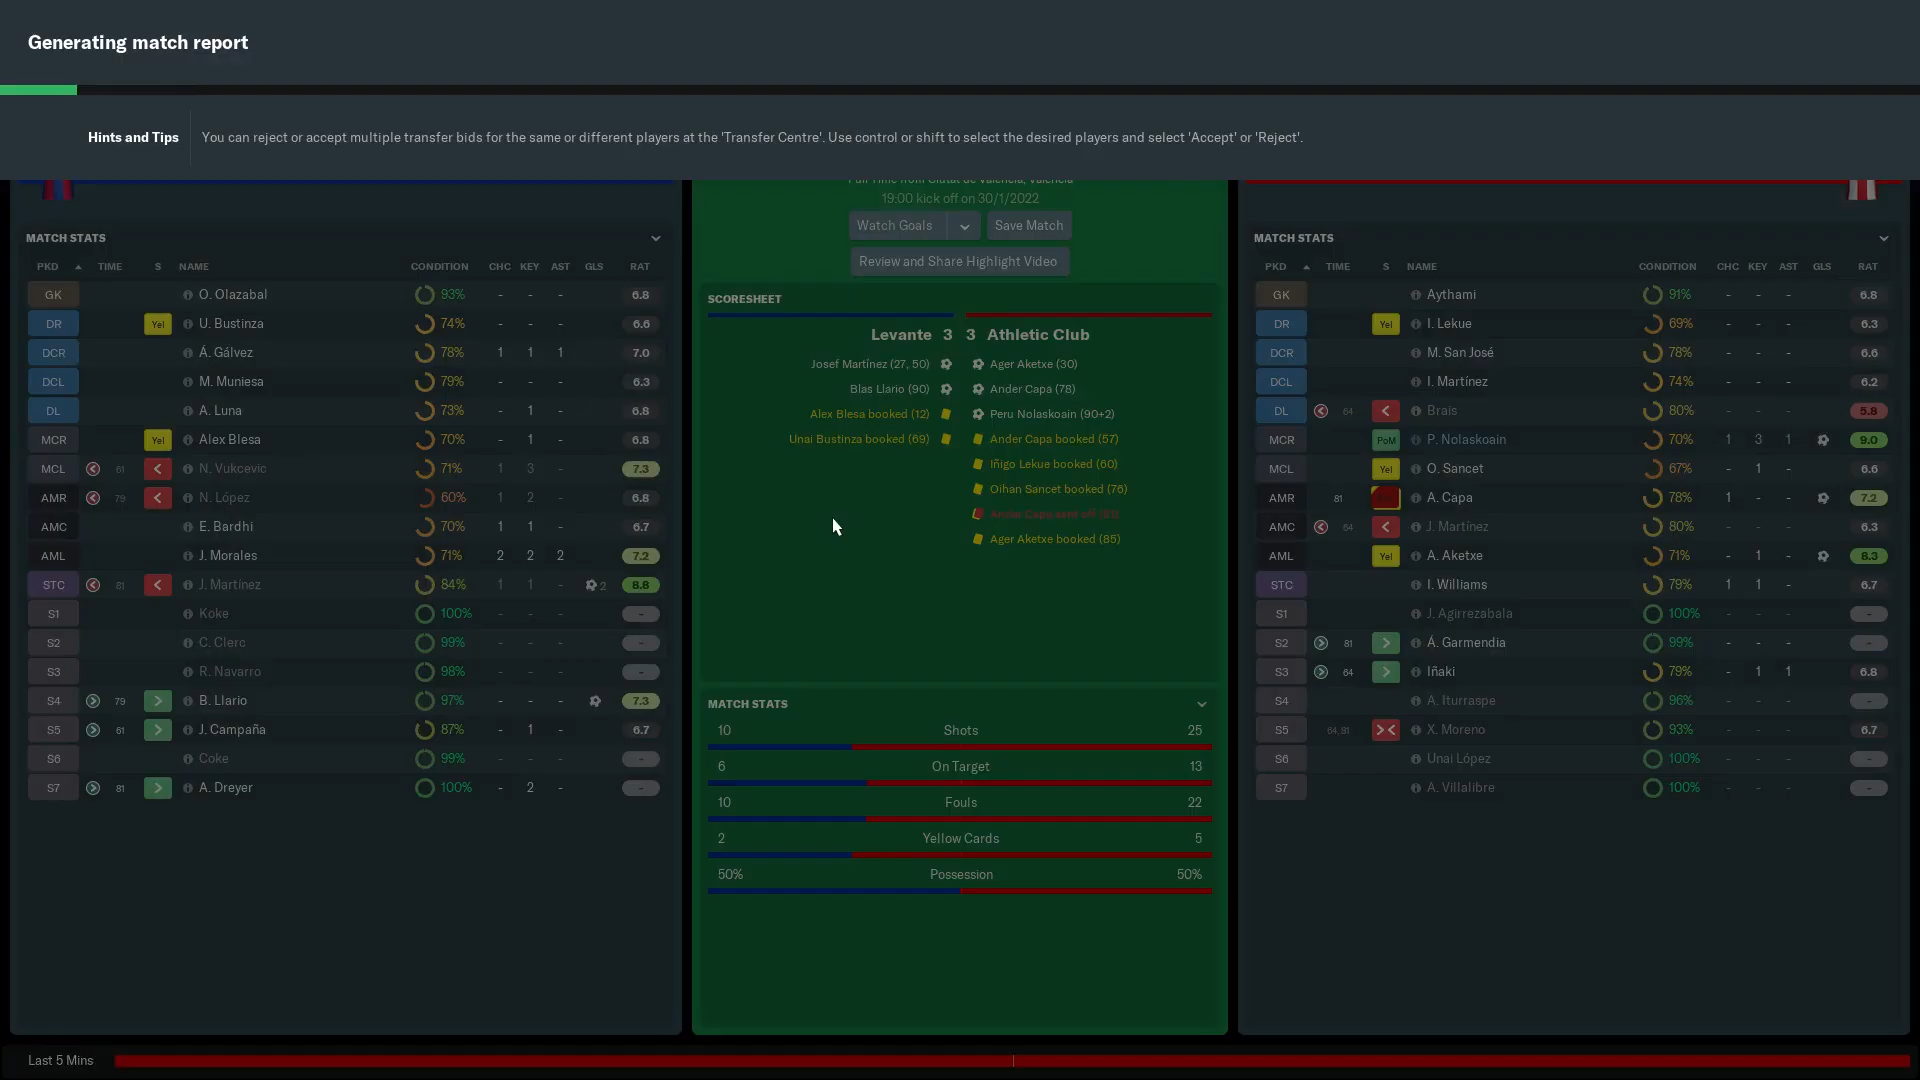 Generating match report
Hints and Tips You can reject or accept multiple transfer bids for the same or different players at the 'Transfer Centre'. Use control or shift to select the desired players and select 'Accept' or 'Reject'.
MATCH STATS
PKD TIME S NAME CONDITION CHC KEY AST GLS RAT
GK O. Olazabal 93% - - - 6.8
DR Yel U. Bustinza 74% - - - 6.6
DCR Á. Gálvez 78% 1 1 1 7.0
DCL M. Muniesa 79% - - - 6.3
DL A. Luna 73% - 1 - 6.8
MCR Yel Alex Blesa 70% - 1 - 6.8
MCL 61 N. Vukcevic 71% 1 3 - 7.3
AMR 79 N. López 60% 1 2 - 6.8
AMC E. Bardhi 70% 1 1 - 6.7
AML J. Morales 71% 2 2 2 7.2
STC 81 J. Martínez 84% 1 1 - 2 8.8
S1 Koke 100% - - - -
S2 C. Clerc 99% - - - -
S3 R. Navarro 98% - - - -
S4 79 B. Llario 97% - - - 7.3
S5 61 J. Campaña 87% - 1 - 6.7
S6 Coke 99% - - - -
S7 81 A. Dreyer 100% - 2 - -
Full Time from Ciutat de València, Valencia
19:00 kick off on 30/1/2022
Watch Goals Save Match
Review and Share Highlight Video
SCORESHEET
Levante 3 3 Athletic Club
Josef Martínez (27, 50) Ager Aketxe (30)
Blas Llario (90) Ander Capa (78)
Alex Blesa booked (12) Peru Nolaskoain (90+2)
Unai Bustinza booked (69) Ander Capa booked (57)
Iñigo Lekue booked (60)
Oihan Sancet booked (76)
Ander Capa sent off
Ager Aketxe booked (85)
MATCH STATS
10 Shots 25
6 On Target 13
10 Fouls 22
2 Yellow Cards 5
50% Possession 50%
MATCH STATS
PKD TIME S NAME CONDITION CHC KEY AST GLS RAT
GK Aythami 91% - - - 6.8
DR Yel I. Lekue 69% - - - 6.3
DCR M. San José 78% - - - 6.6
DCL I. Martínez 74% - - - 6.2
DL 64 Brais 80% - - - 5.8
MCR PoM P. Nolaskoain 70% 1 3 1 9.0
MCL Yel O. Sancet 67% - 1 - 6.6
AMR 81 A. Capa 78% 1 - - 7.2
AMC 64 J. Martínez 80% - - - 6.3
AML Yel A. Aketxe 71% - 1 - 8.3
STC I. Williams 79% 1 1 - 6.7
S1 J. Agirrezabala 100% - - - -
S2 81 Á. Garmendia 99% - - - -
S3 64 Iñaki 79% - 1 1 6.8
S4 A. Iturraspe 96% - - - -
S5 64,81 X. Moreno 93% - - - 6.7
S6 Unai López 100% - - - -
S7 A. Villalibre 100% - - - -
Last 5 Mins